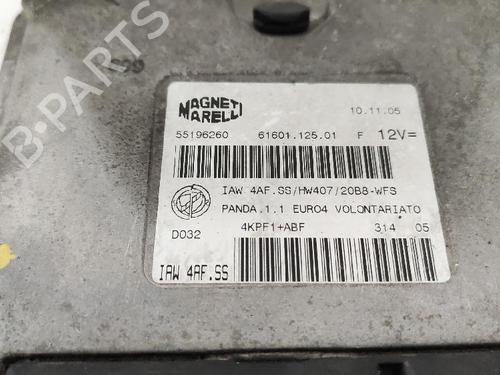 MAGNETI
MARELLI
10.11.05
55196260 61601.125.01 F 12V=
IAW 4AF.SS/HW407/20B8-WFS
PANDA.1.1 EURO4 VOLONTARIATO
D032 4KPF1+ABF 314 05
IAW 4AF.SS
B-PARTS